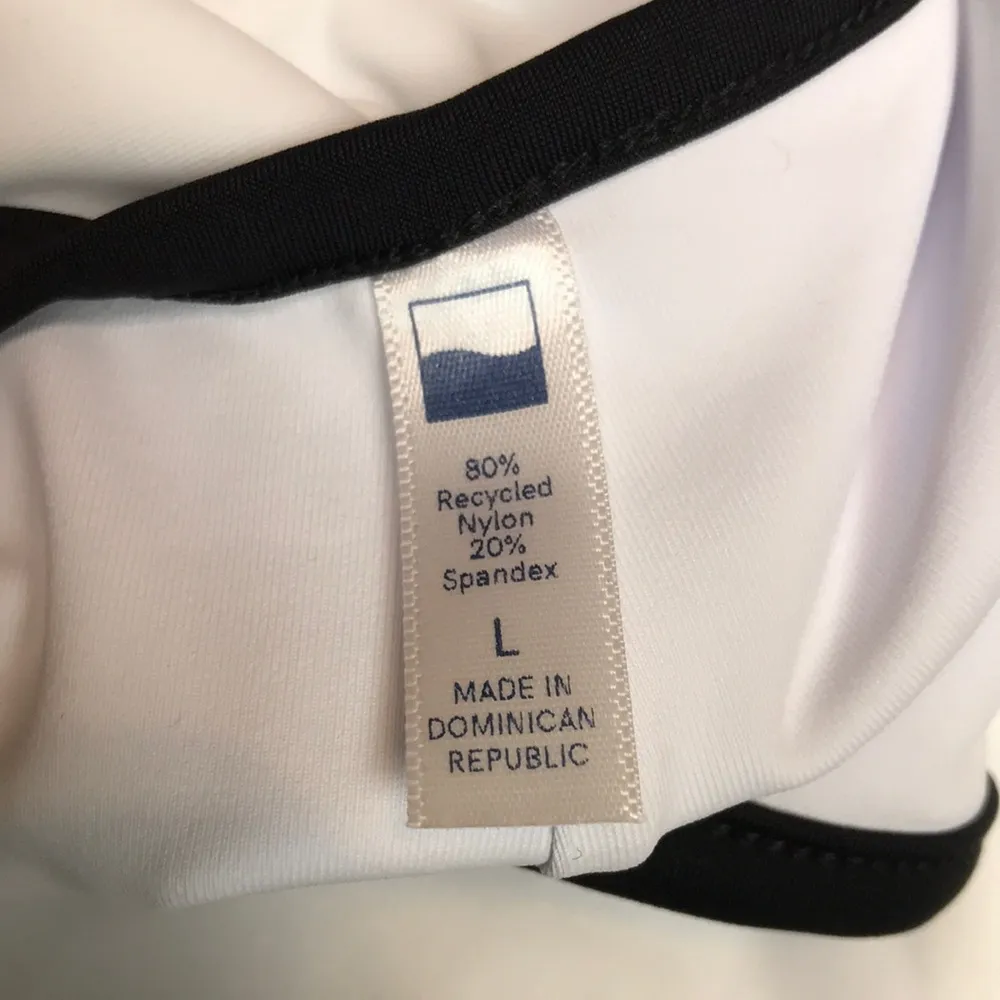 80%
Recycled
Nylon
20%
Spandex
L
MADE IN
DOMINICAN
REPUBLIC